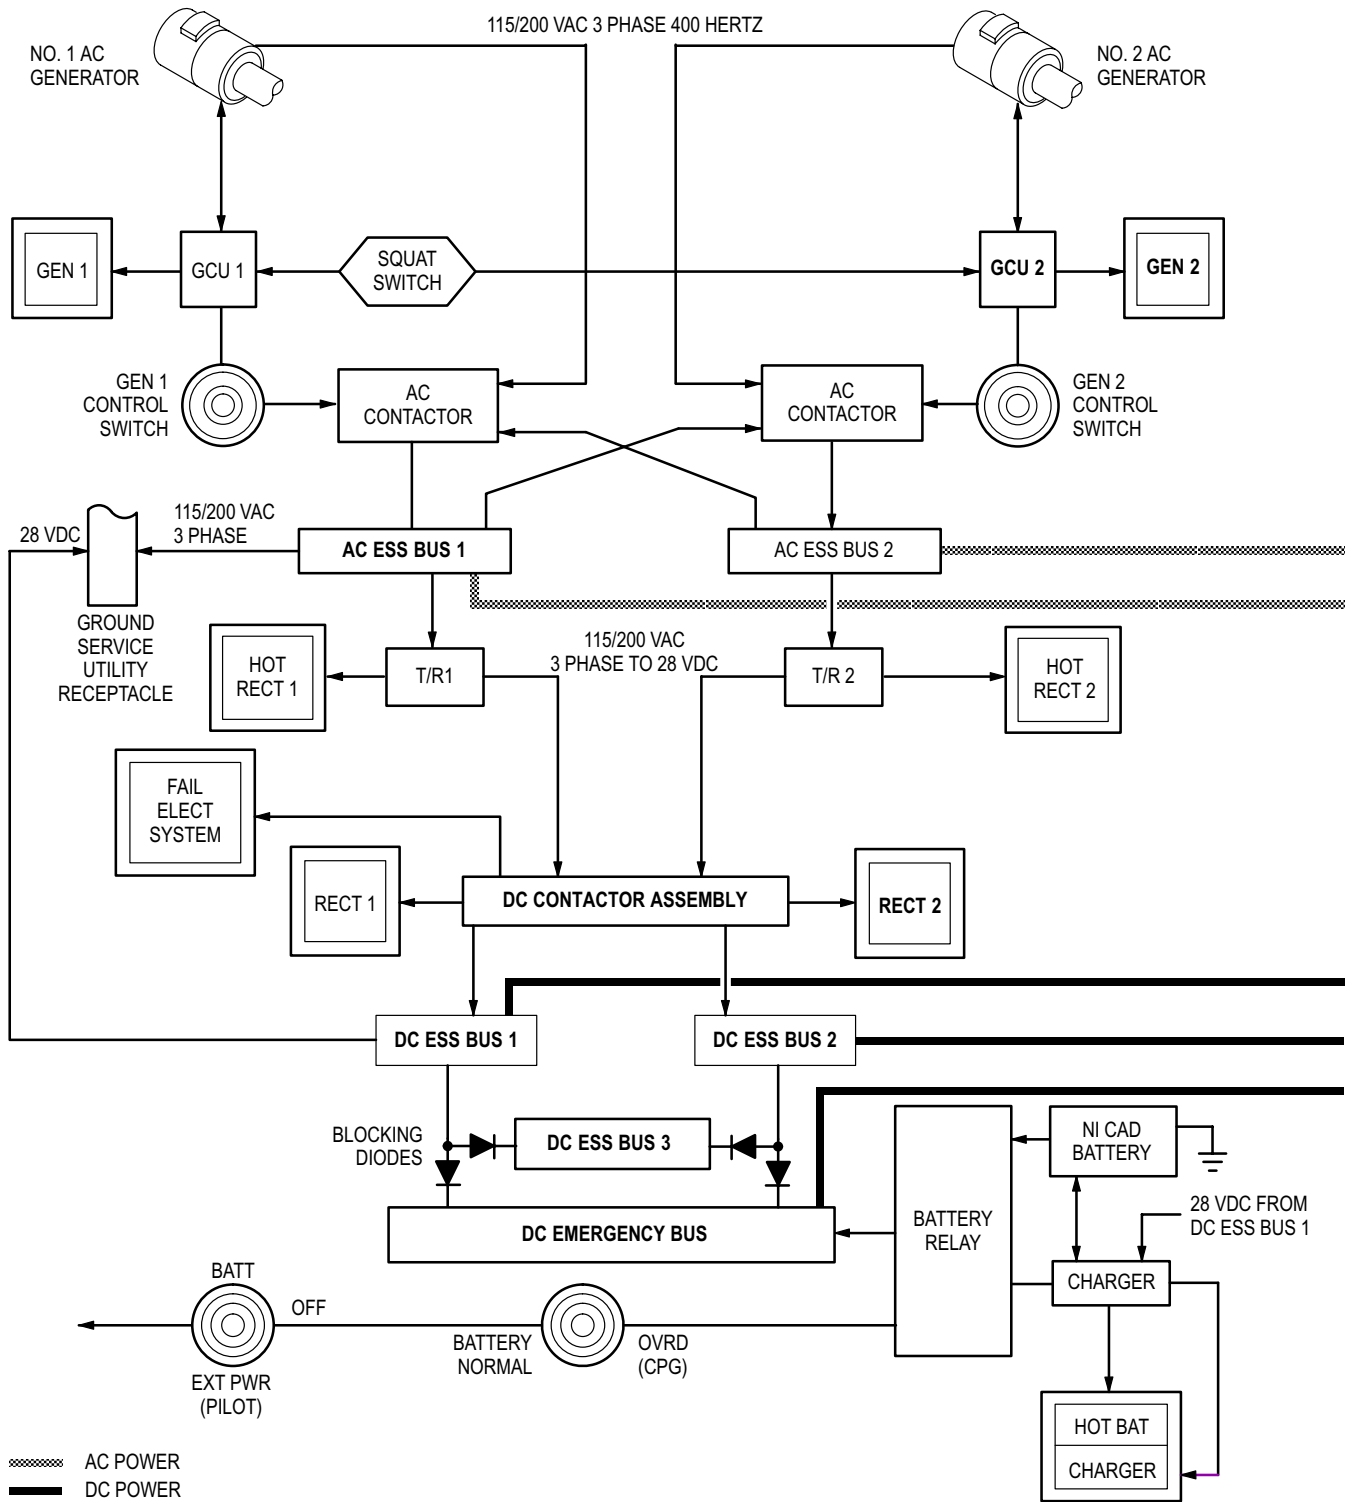 115/200 VAC 3 PHASE 400 HERTZ
NO. 1 AC
GENERATOR
NO. 2 AC
GENERATOR
GEN 1
GCU 1
SQUAT
SWITCH
GCU 2
GEN 2
GEN 1
CONTROL
SWITCH
AC
CONTACTOR
AC
CONTACTOR
GEN 2
CONTROL
SWITCH
28 VDC
115/200 VAC
3 PHASE
AC ESS BUS 1
AC ESS BUS 2
GROUND
SERVICE
UTILITY
RECEPTACLE
HOT
RECT 1
T/R1
115/200 VAC
3 PHASE TO 28 VDC
T/R 2
HOT
RECT 2
FAIL
ELECT
SYSTEM
RECT 1
DC CONTACTOR ASSEMBLY
RECT 2
DC ESS BUS 1
DC ESS BUS 2
BLOCKING
DIODES
DC ESS BUS 3
DC EMERGENCY BUS
BATTERY
RELAY
NI CAD
BATTERY
28 VDC FROM
DC ESS BUS 1
CHARGER
BATT
OFF
EXT PWR
(PILOT)
BATTERY
NORMAL
OVRD
(CPG)
HOT BAT
CHARGER
AC POWER
DC POWER